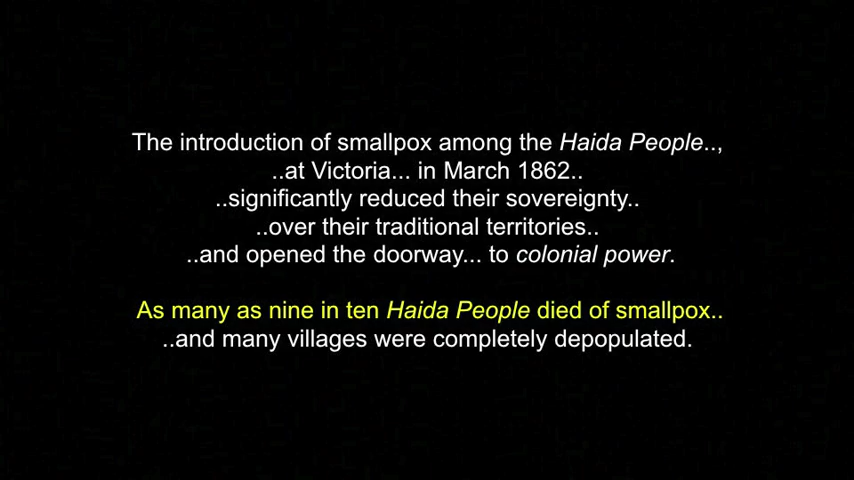 The introduction of smallpox among the Haida People..,
..at Victoria... in March 1862..
..significantly reduced their sovereignty..
..over their traditional territories..
..and opened the doorway... to colonial power.
As many as nine in ten Haida People died of smallpox..
..and many villages were completely depopulated.